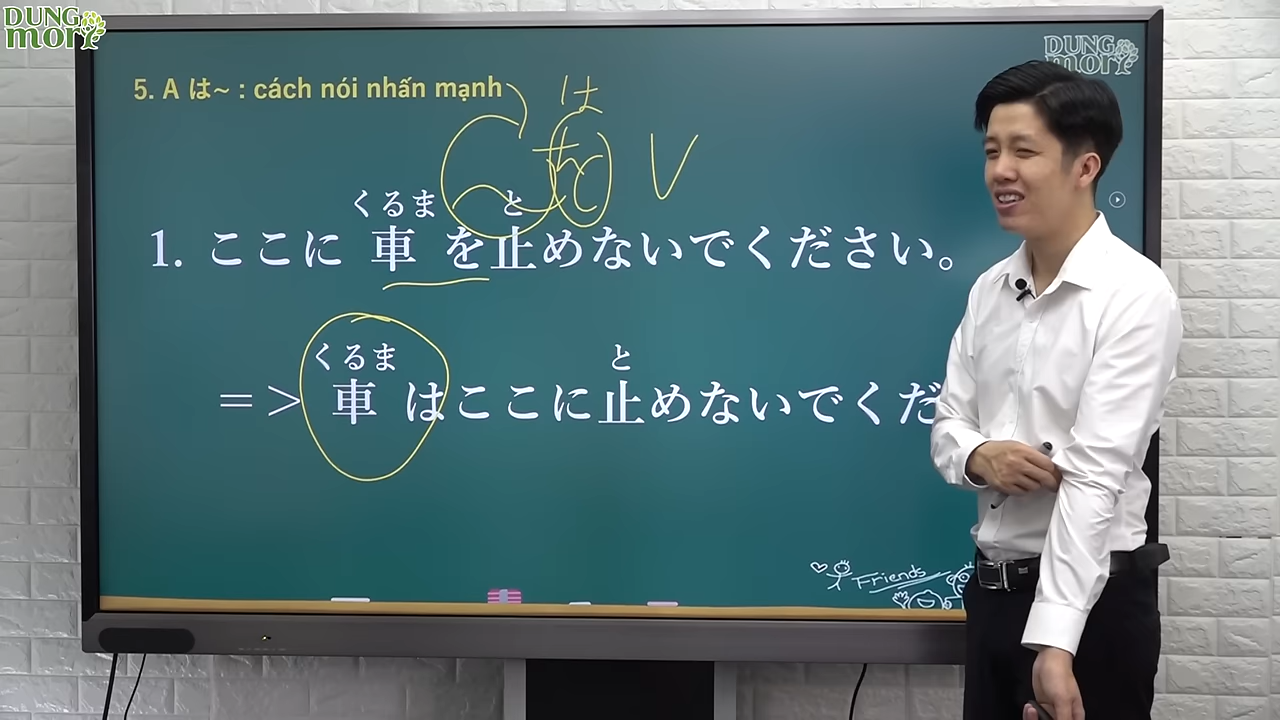 DUNG
mori
DUNG
mori
5. A は~ : cách nói nhấn mạnh
は
を V
くるま と
1. ここに 車 を止めないでください。
くるま と
=> 車 はここに止めないでくだ
Friends